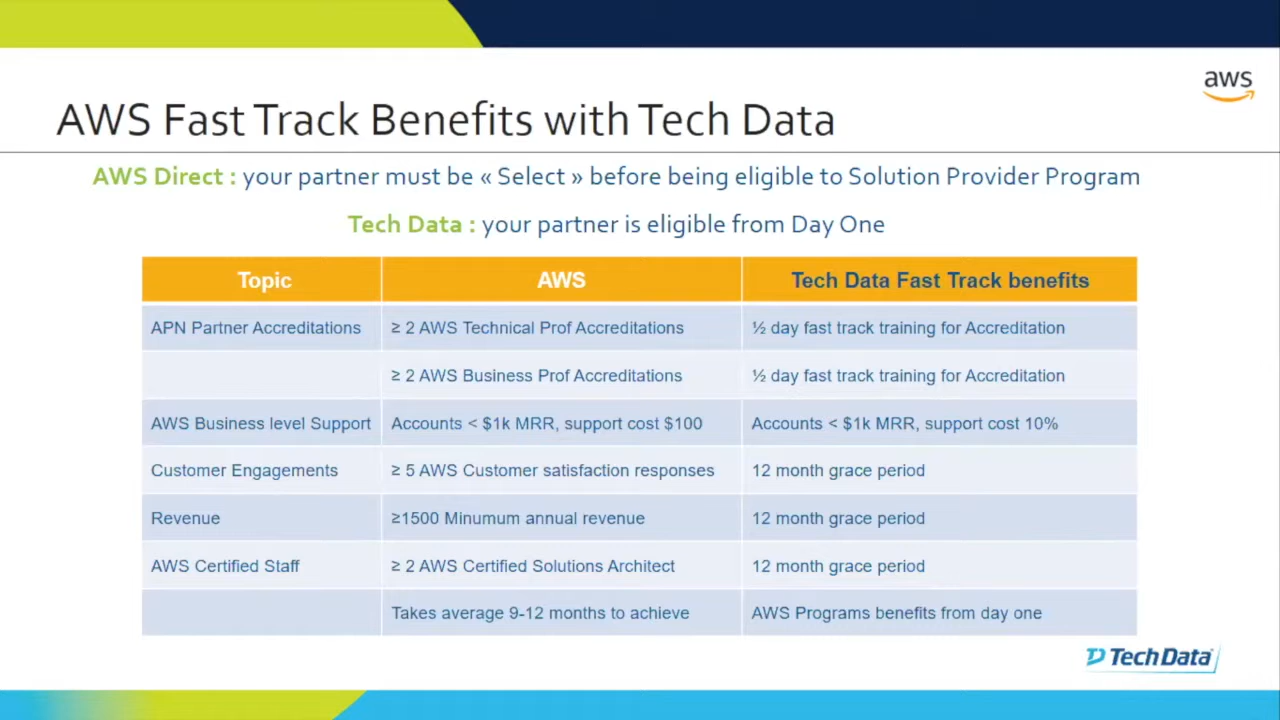 aws
AWS Fast Track Benefits with Tech Data
AWS Direct : your partner must be « Select » before being eligible to Solution Provider Program
Tech Data : your partner is eligible from Day One
Topic AWS Tech Data Fast Track benefits
APN Partner Accreditations ≥ 2 AWS Technical Prof Accreditations ½ day fast track training for Accreditation
≥ 2 AWS Business Prof Accreditations ½ day fast track training for Accreditation
AWS Business level Support Accounts < $1k MRR, support cost $100 Accounts < $1k MRR, support cost 10%
Customer Engagements ≥ 5 AWS Customer satisfaction responses 12 month grace period
Revenue ≥1500 Minumum annual revenue 12 month grace period
AWS Certified Staff ≥ 2 AWS Certified Solutions Architect 12 month grace period
Takes average 9-12 months to achieve AWS Programs benefits from day one
Tech Data